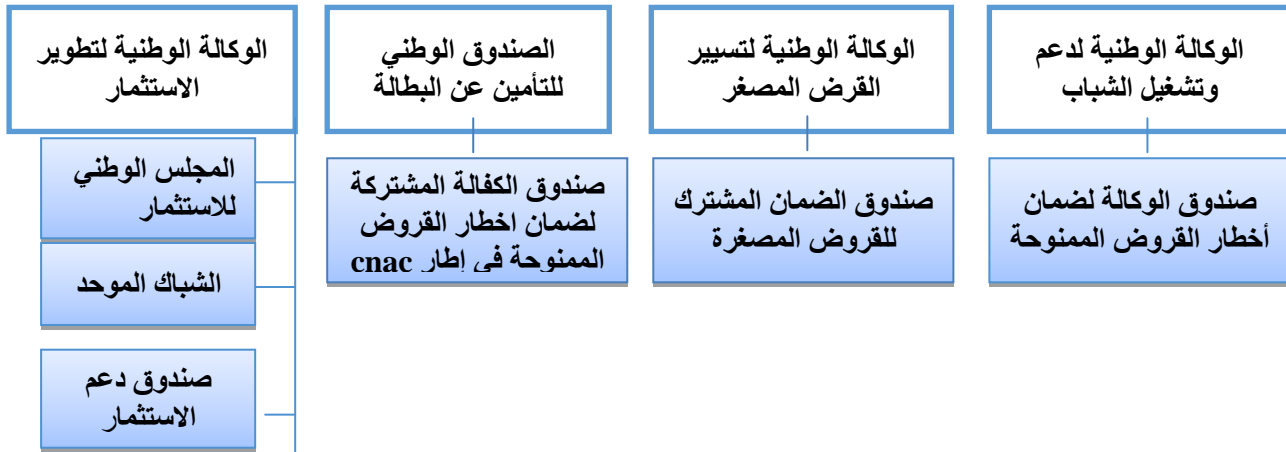 الوكالة الوطنية لدعم
وتشغيل الشباب
صندوق الوكالة لضمان
أخطار القروض الممنوحة
الوكالة الوطنية لتسيير
القرض المصغر
صندوق الضمان المشترك
للقروض المصغرة
الصندوق الوطني
للتأمين عن البطالة
صندوق الكفالة المشتركة
لضمان اخطار القروض
الممنوحة في إطار cnac
الوكالة الوطنية لتطوير
الاستثمار
المجلس الوطني
للاستثمار
الشباك الموحد
صندوق دعم
الاستثمار